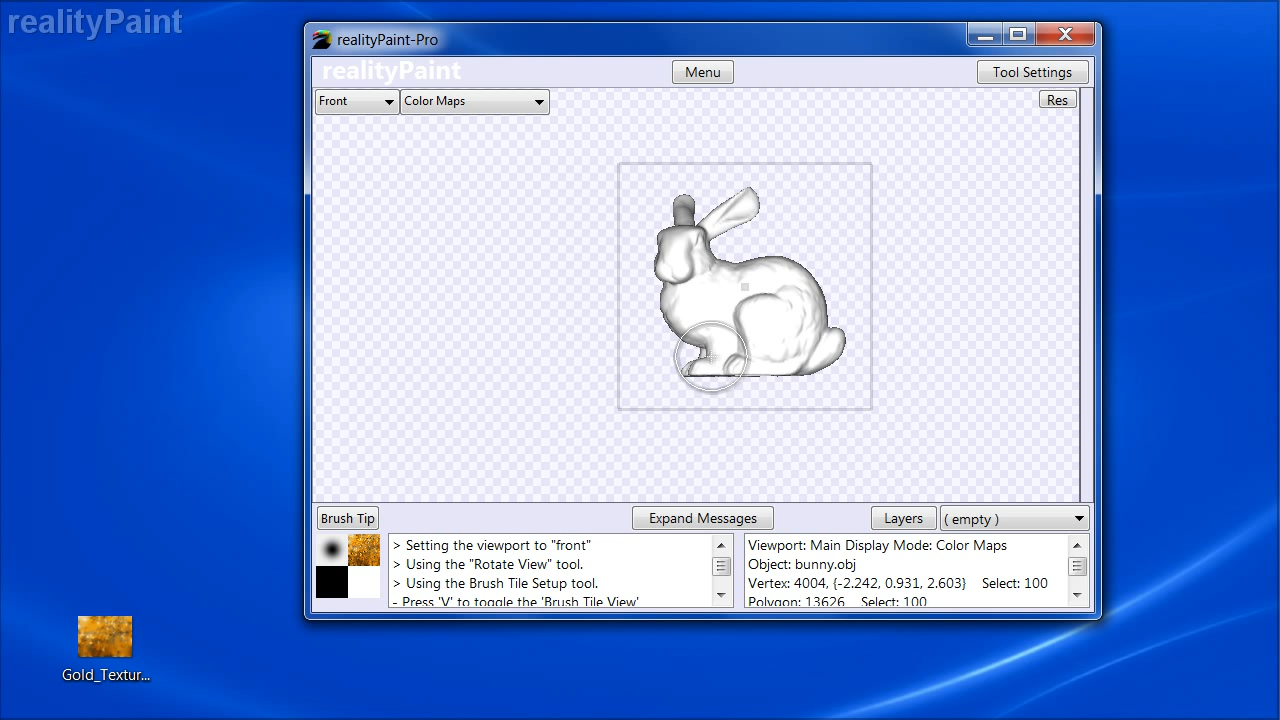 realityPaint
realityPaint-Pro
realityPaint
Menu
Tool Settings
Front
Color Maps
Res
Brush Tip
Expand Messages
Layers
( empty )
> Setting the viewport to "front"
> Using the "Rotate View" tool.
> Using the Brush Tile Setup tool.
- Press 'V' to toggle the 'Brush Tile View'
Viewport: Main Display Mode: Color Maps
Object: bunny.obj
Vertex: 4004, {-2.242, 0.931, 2.603} Select: 100
Polygon: 13626 Select: 100
Gold_Textur...